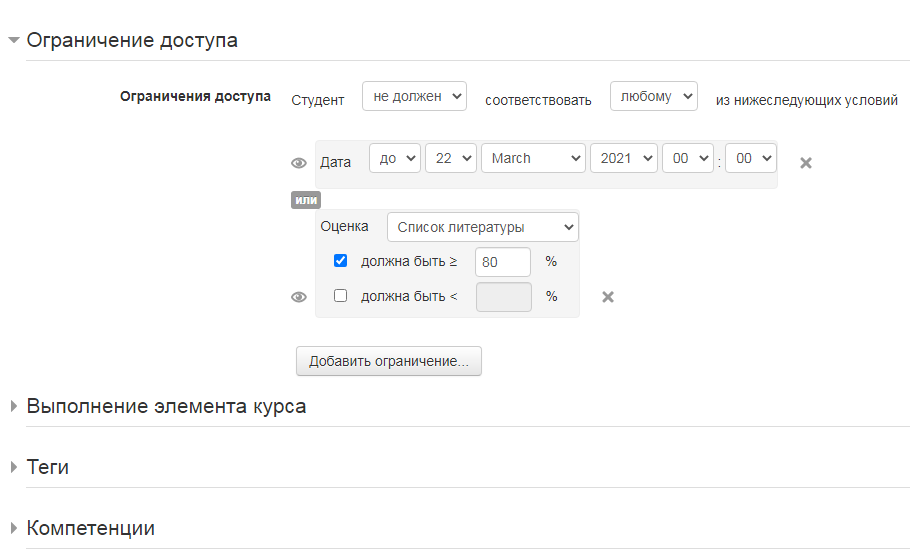 Ограничение доступа
Ограничения доступа Студент не должен соответствовать любому из нижеследующих условий
Дата до 22 March 2021 00 : 00
или
Оценка Список литературы
должна быть ≥ 80 %
должна быть < %
Добавить ограничение...
Выполнение элемента курса
Теги
Компетенции